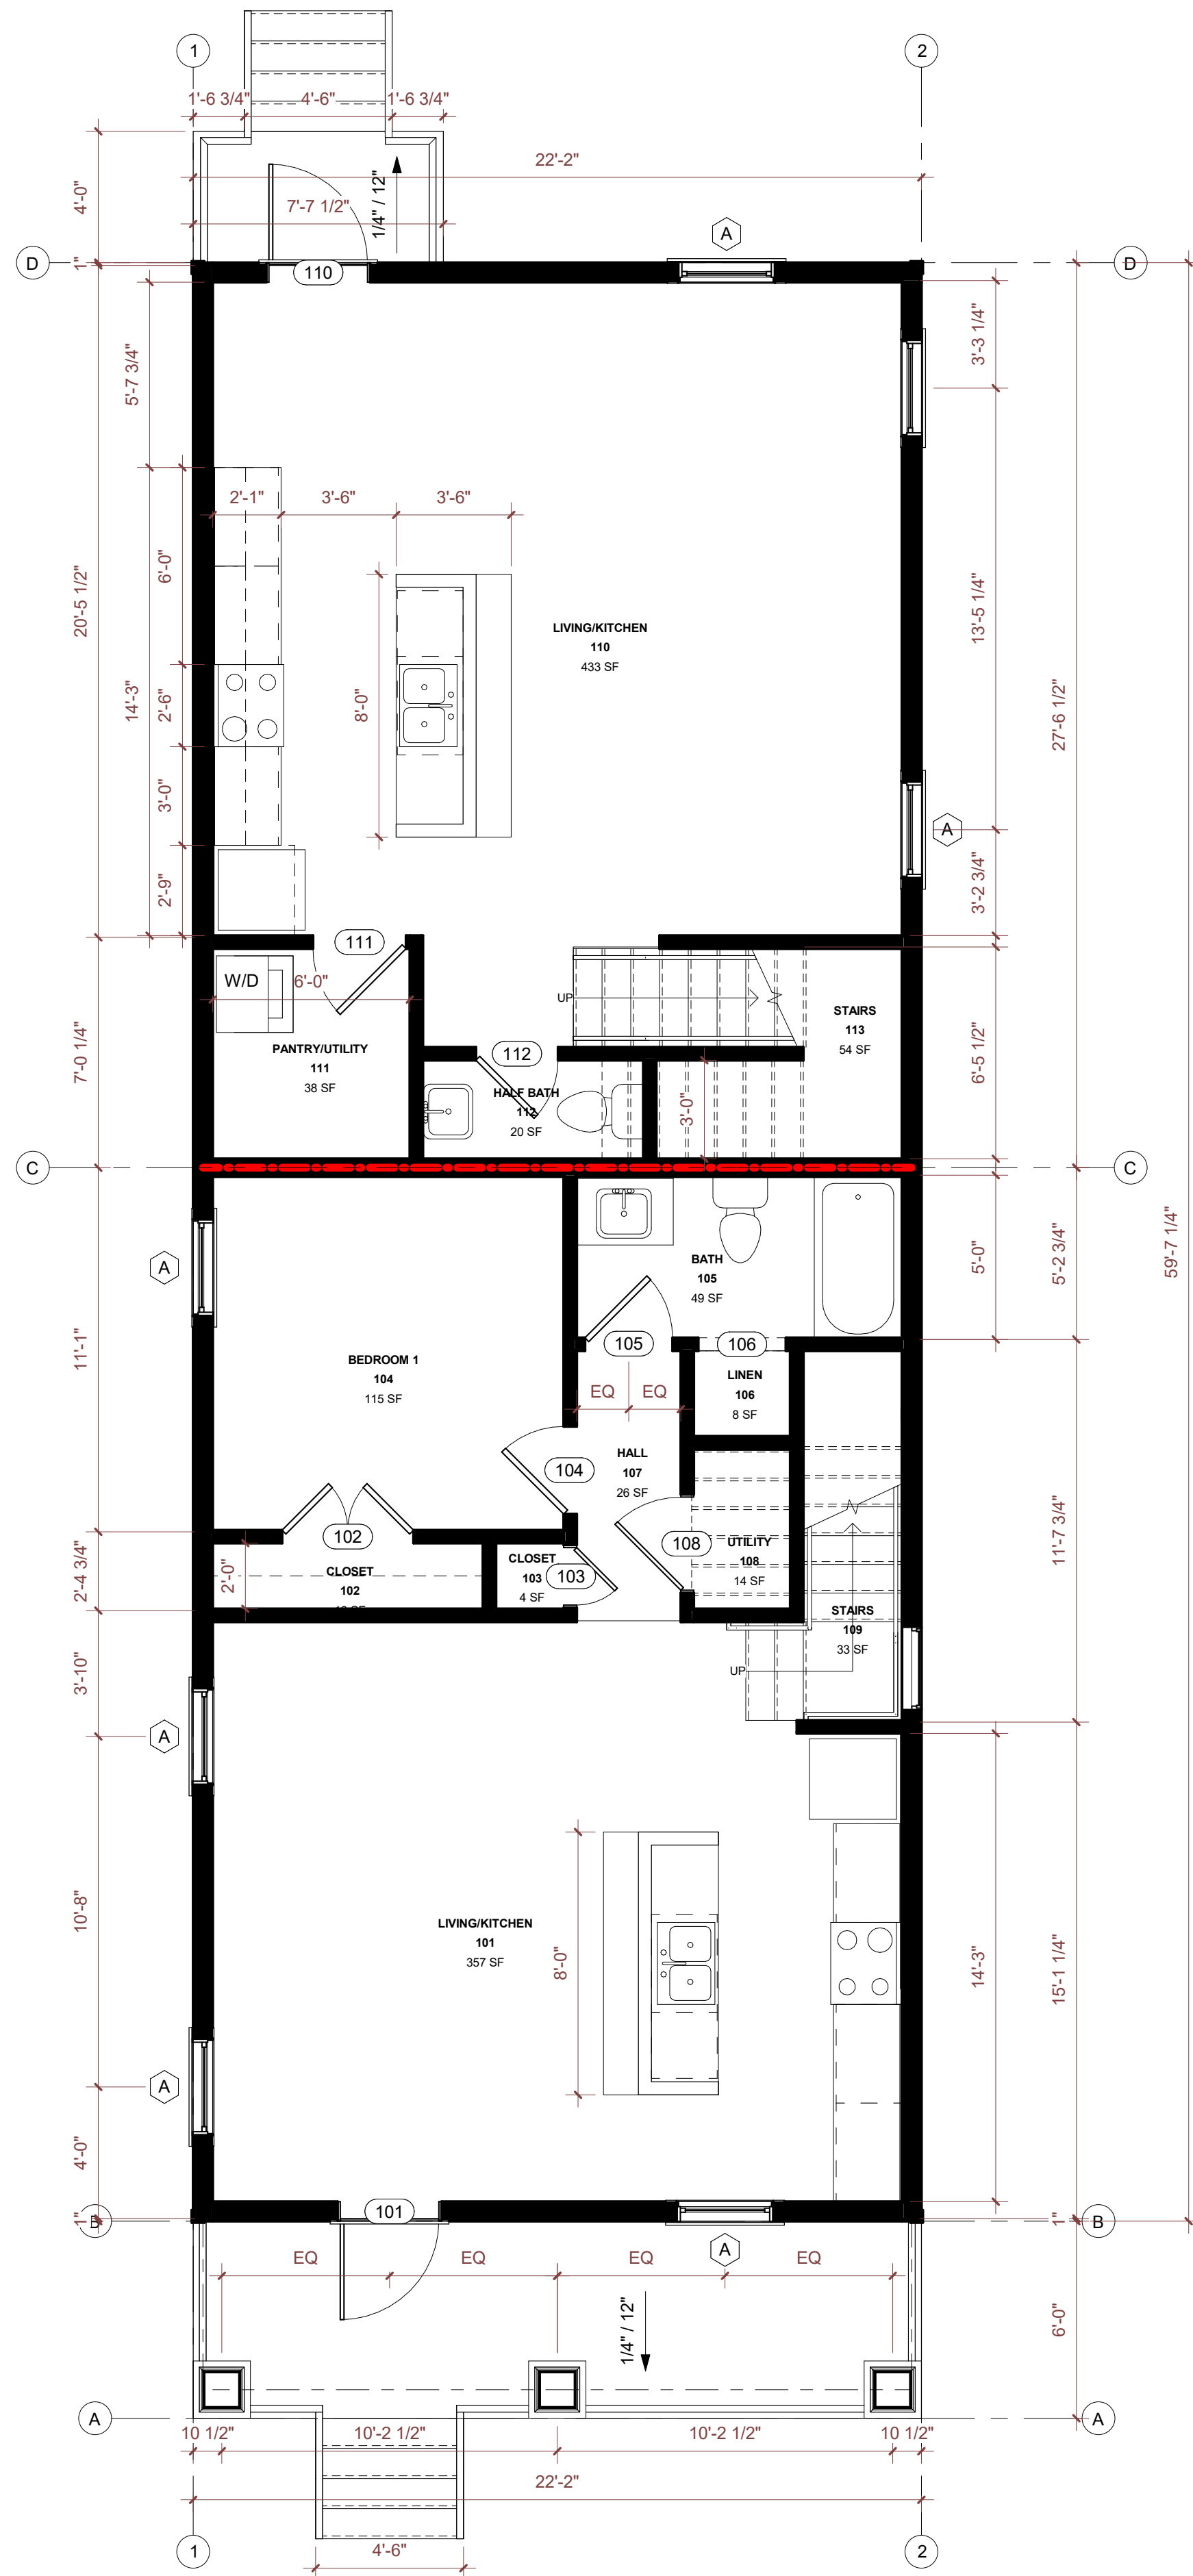 1
2
1'-6 3/4"
4'-6"
1'-6 3/4"
22'-2"
4'-0"
7'-7 1/2"
1/4" / 12"
A
D
1"
110
D
5'-7 3/4"
3'-3 1/4"
2'-1"
3'-6"
3'-6"
20'-5 1/2"
14'-3"
6'-0"
2'-6"
3'-0"
2'-9"
8'-0"
LIVING/KITCHEN
110
433 SF
13'-5 1/4"
27'-6 1/2"
A
3'-2 3/4"
111
W/D
6'-0"
UP
STAIRS
113
54 SF
7'-0 1/4"
PANTRY/UTILITY
111
38 SF
112
HALF BATH
112
20 SF
3'-0"
6'-5 1/2"
C
C
59'-7 1/4"
A
BATH
105
49 SF
5'-0"
5'-2 3/4"
11'-1"
BEDROOM 1
104
115 SF
105
106
EQ
EQ
LINEN
106
8 SF
104
HALL
107
26 SF
102
108
UTILITY
108
14 SF
11'-7 3/4"
2'-4 3/4"
2'-0"
CLOSET
102
CLOSET
103
4 SF
103
STAIRS
109
33 SF
UP
3'-10"
A
10'-8"
LIVING/KITCHEN
101
357 SF
8'-0"
14'-3"
15'-1 1/4"
A
4'-0"
1"
B
101
A
1"
B
EQ
EQ
EQ
EQ
1/4" / 12"
6'-0"
A
A
10 1/2"
10'-2 1/2"
10'-2 1/2"
10 1/2"
22'-2"
1
4'-6"
2